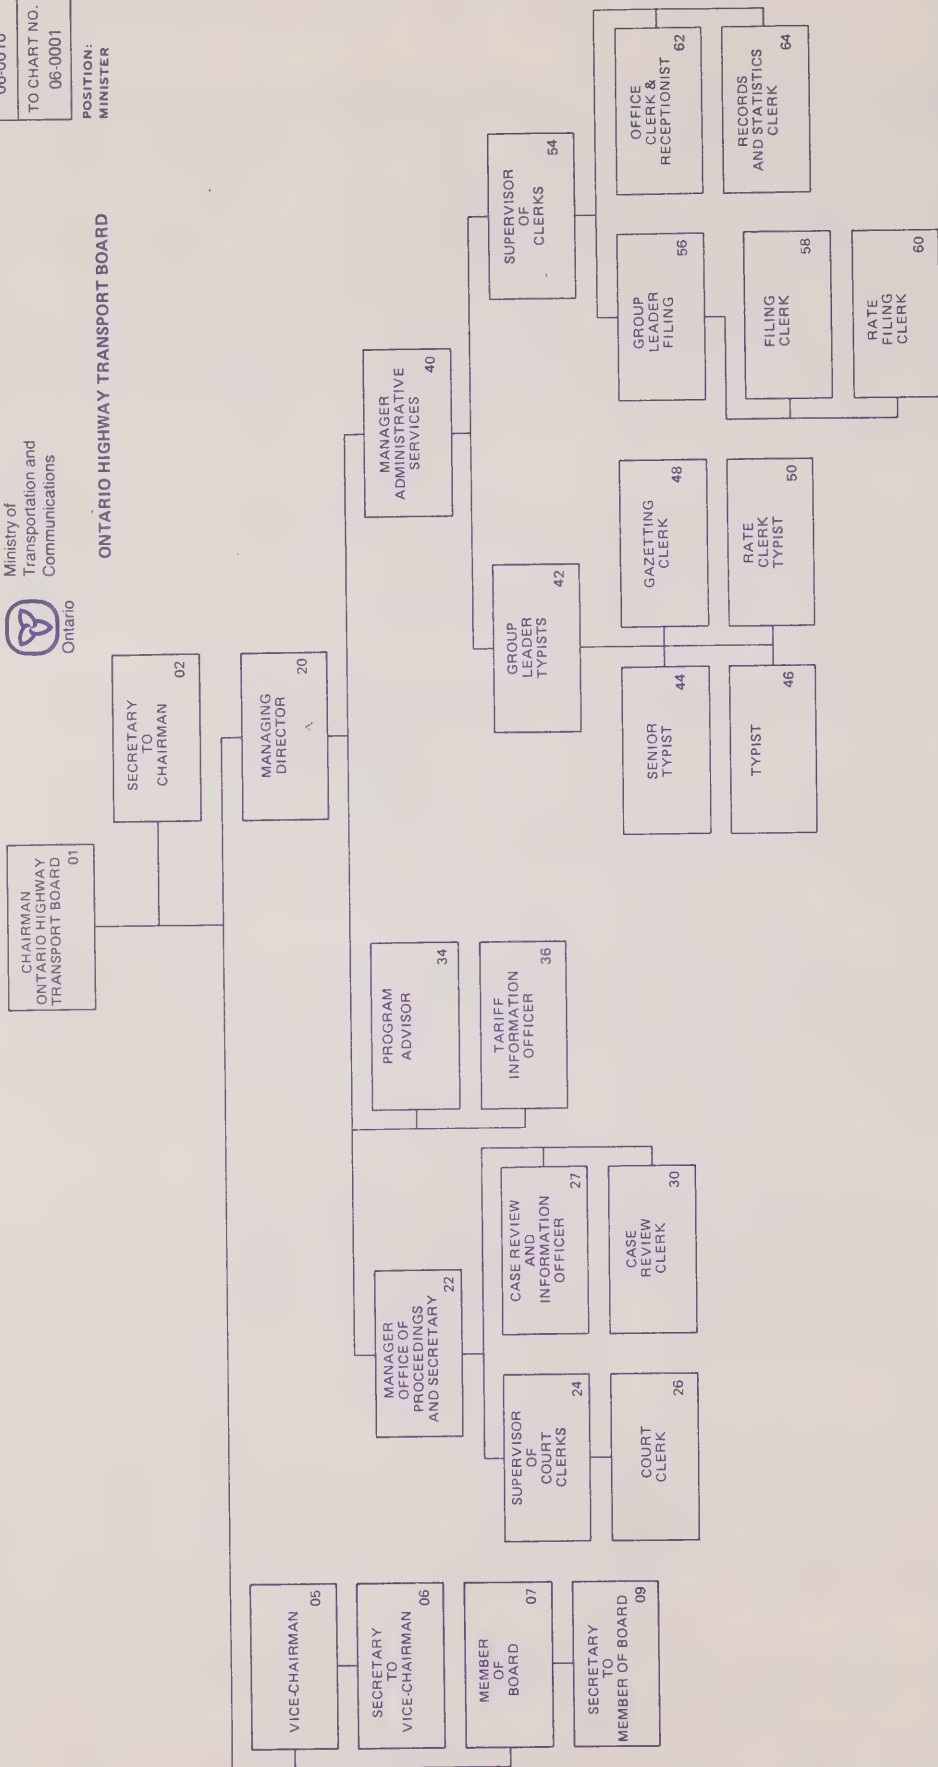 TO CHART NO.
06-0001
POSITION:
MINISTER
Ministry of
Transportation and
Communications
Ontario
ONTARIO HIGHWAY TRANSPORT BOARD
CHAIRMAN
ONTARIO HIGHWAY
TRANSPORT BOARD
01
SECRETARY
TO
CHAIRMAN
02
VICE-CHAIRMAN
05
SECRETARY
TO
VICE-CHAIRMAN
06
MEMBER
OF
BOARD
07
SECRETARY
TO
MEMBER OF BOARD
09
MANAGING
DIRECTOR
20
MANAGER
OFFICE OF
PROCEEDINGS
AND SECRETARY
22
SUPERVISOR
OF
COURT
CLERKS
24
COURT
CLERK
26
CASE REVIEW
AND
INFORMATION
OFFICER
27
CASE
REVIEW
CLERK
30
PROGRAM
ADVISOR
34
TARIFF
INFORMATION
OFFICER
36
MANAGER
ADMINISTRATIVE
SERVICES
40
GROUP
LEADER
TYPISTS
42
SENIOR
TYPIST
44
TYPIST
46
GAZETTING
CLERK
48
RATE
CLERK
TYPIST
50
SUPERVISOR
OF
CLERKS
54
GROUP
LEADER
FILING
56
FILING
CLERK
58
RATE
FILING
CLERK
60
OFFICE
CLERK &
RECEPTIONIST
62
RECORDS
AND STATISTICS
CLERK
64